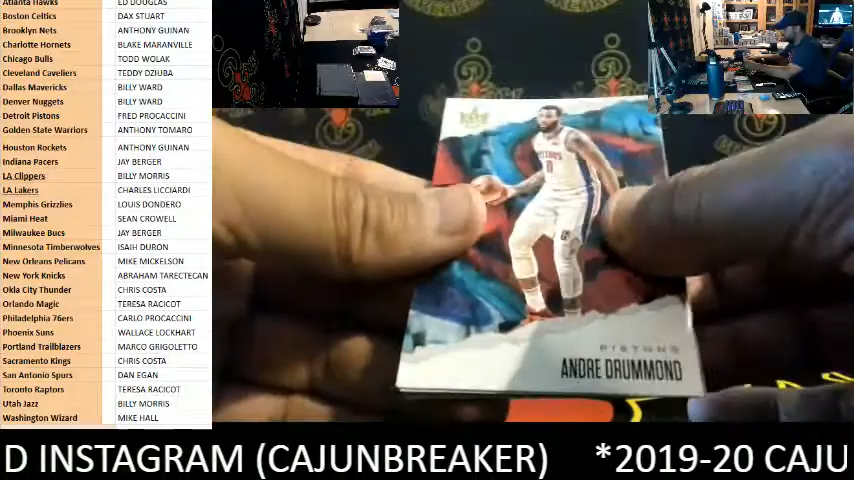 Atlanta Hawks ED DOUGLAS
Boston Celtics DAX STUART
Brooklyn Nets ANTHONY GUINAN
Charlotte Hornets BLAKE MARANVILLE
Chicago Bulls TODD WOLAK
Cleveland Cavaliers TEDDY DZIUBA
Dallas Mavericks BILLY WARD
Denver Nuggets BILLY WARD
Detroit Pistons FRED PROCACCINI
Golden State Warriors ANTHONY TOMARO
Houston Rockets ANTHONY GUINAN
Indiana Pacers JAY BERGER
LA Clippers BILLY MORRIS
LA Lakers CHARLES LICCIARDI
Memphis Grizzlies LOUIS DONDERO
Miami Heat SEAN CROWELL
Milwaukee Bucs JAY BERGER
Minnesota Timberwolves ISAIH DURON
New Orleans Pelicans MIKE MICKELSON
New York Knicks ABRAHAM TARECTECAN
Okla City Thunder CHRIS COSTA
Orlando Magic TERESA RACICOT
Philadelphia 76ers CARLO PROCACCINI
Phoenix Suns WALLACE LOCKHART
Portland Trailblazers MARCO GRIGOLETTO
Sacramento Kings CHRIS COSTA
San Antonio Spurs DAN EGAN
Toronto Raptors TERESA RACICOT
Utah Jazz BILLY MORRIS
Washington Wizard MIKE HALL
PISTONS
0
PISTONS
ANDRE DRUMMOND
D INSTAGRAM (CAJUNBREAKER) *2019-20 CAJU